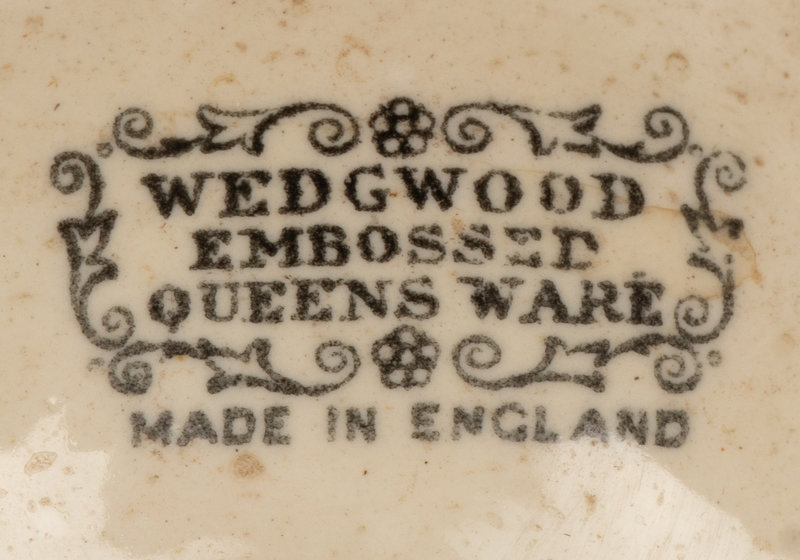 WEDGWOOD
EMBOSSED
QUEENS WARE
MADE IN ENGLAND